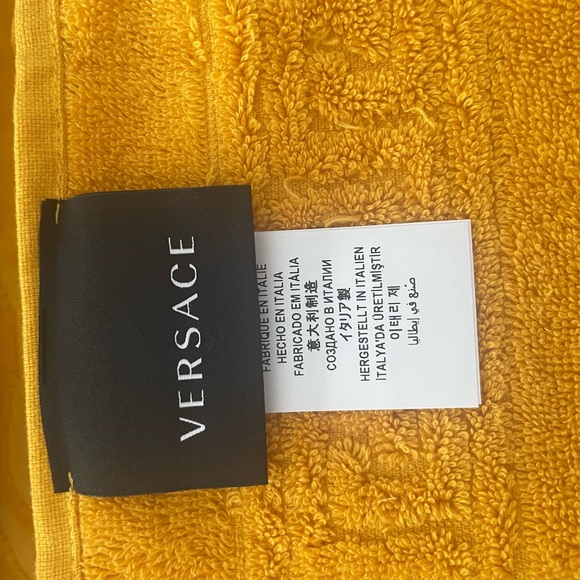 VERSACE
FABRIQUÉ EN ITALIE
HECHO EN ITALIA
FABRICADO EM ITÁLIA
意大利制造
СОЗДАНО В ИТАЛИИ
イタリア製
HERGESTELLT IN ITALIEN
İTALYA'DA ÜRETİLMİŞTİR
이태리 제
صنع في إيطاليا